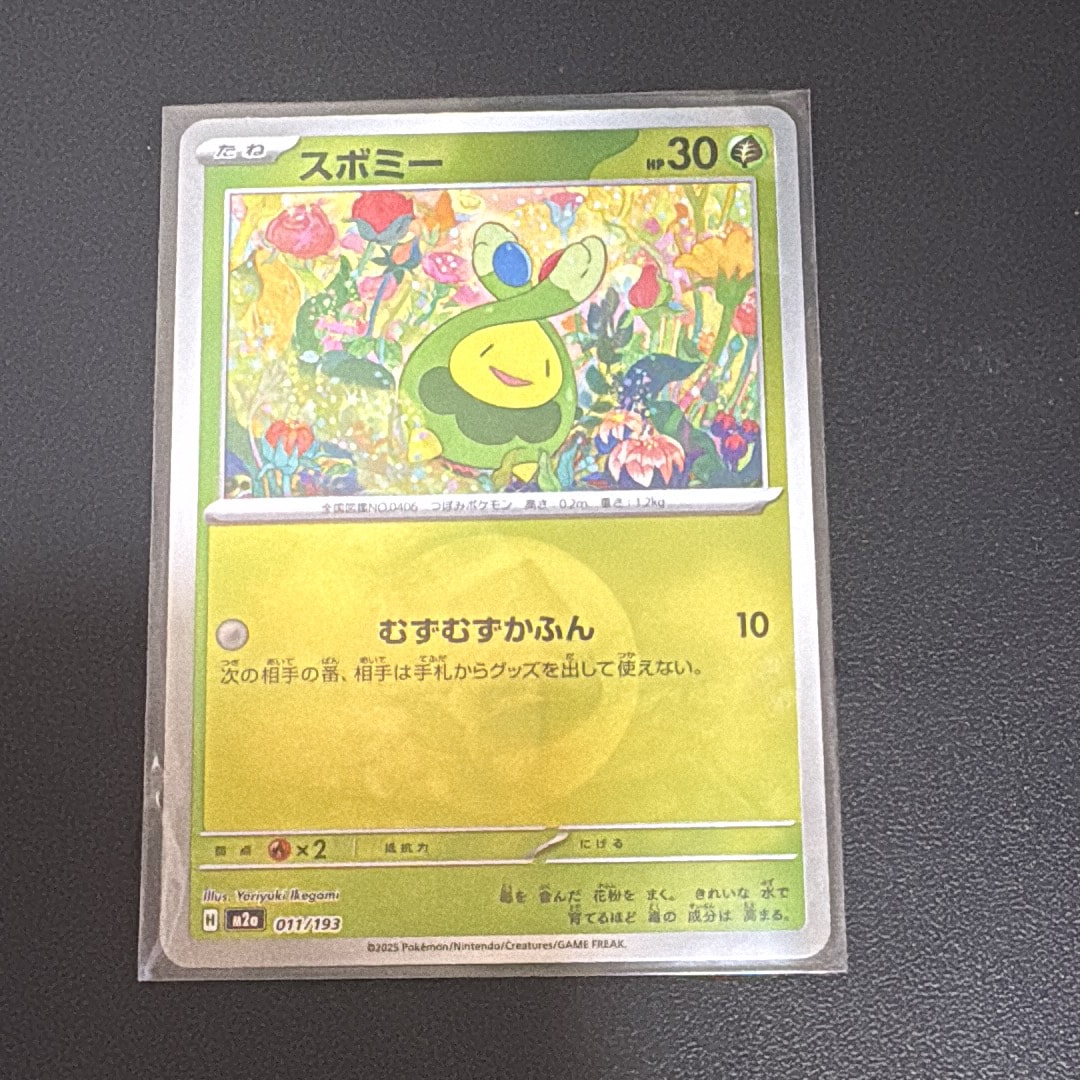 たね
スボミー
HP30
全国図鑑NO.0406 つぼみポケモン 高さ:0.2m 重さ:1.2kg
むずむずかふん 10
次の相手の番、相手は手札からグッズを出して使えない。
弱点 ×2 抵抗力 にげる
Illus. Yoriyuki Ikegami
毒を 含んだ 花粉を まく。 きれいな 水で
育てるほど 毒の 成分は 高まる。
H m2a 011/193
©2025 Pokémon/Nintendo/Creatures/GAME FREAK.